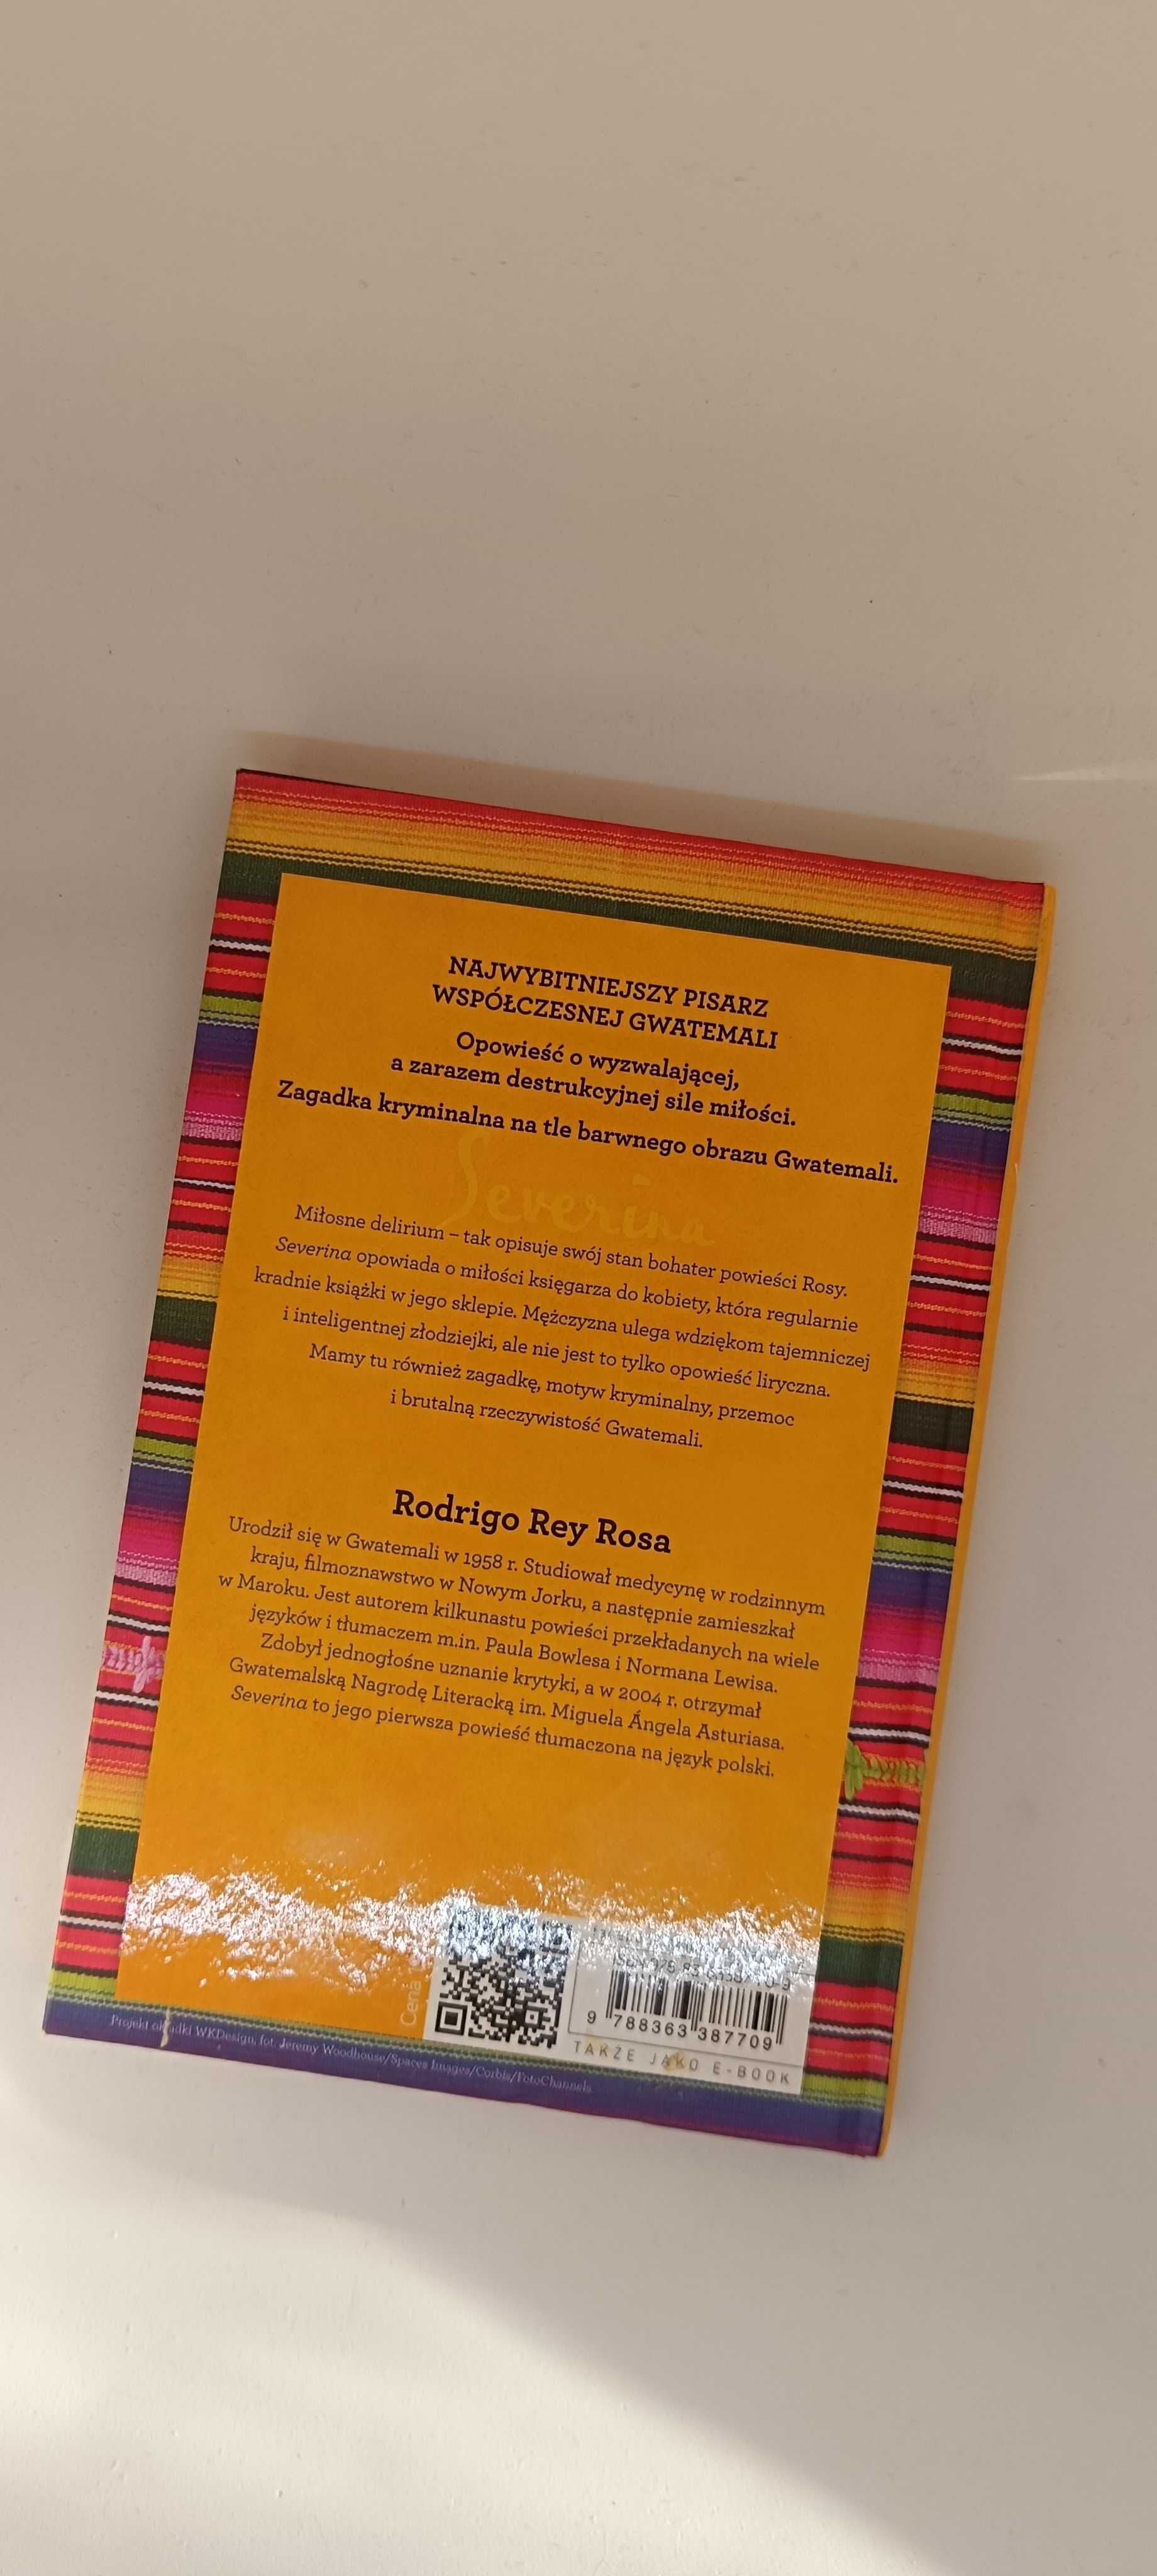 NAJWYBITNIEJSZY PISARZ
WSPÓŁCZESNEJ GWATEMALI
Opowieść o wyzwalającej,
a zarazem destrukcyjnej sile miłości.
Zagadka kryminalna na tle barwnego obrazu Gwatemali.
Severina
Miłosne delirium – tak opisuje swój stan bohater powieści Rosy.
Severina opowiada o miłości księgarza do kobiety, która regularnie
kradnie książki w jego sklepie. Mężczyzna ulega wdziękom tajemniczej
i inteligentnej złodziejki, ale nie jest to tylko opowieść liryczna.
Mamy tu również zagadkę, motyw kryminalny, przemoc
i brutalną rzeczywistość Gwatemali.
Rodrigo Rey Rosa
Urodził się w Gwatemali w 1958 r. Studiował medycynę w rodzinnym
kraju, filmoznawstwo w Nowym Jorku, a następnie zamieszkał
w Maroku. Jest autorem kilkunastu powieści przekładanych na wiele
języków i tłumaczem m.in. Paula Bowlesa i Normana Lewisa.
Zdobył jednogłośne uznanie krytyki, a w 2004 r. otrzymał
Gwatemalską Nagrodę Literacką im. Miguela Ángela Asturiasa.
Severina to jego pierwsza powieść tłumaczona na język polski.
Cena
9 788363 387709
TAKŻE JAKO E-BOOK
Projekt okładki WKDesign, fot. Jeremy Woodhouse/Spaces Images/Corbis/FotoChannels